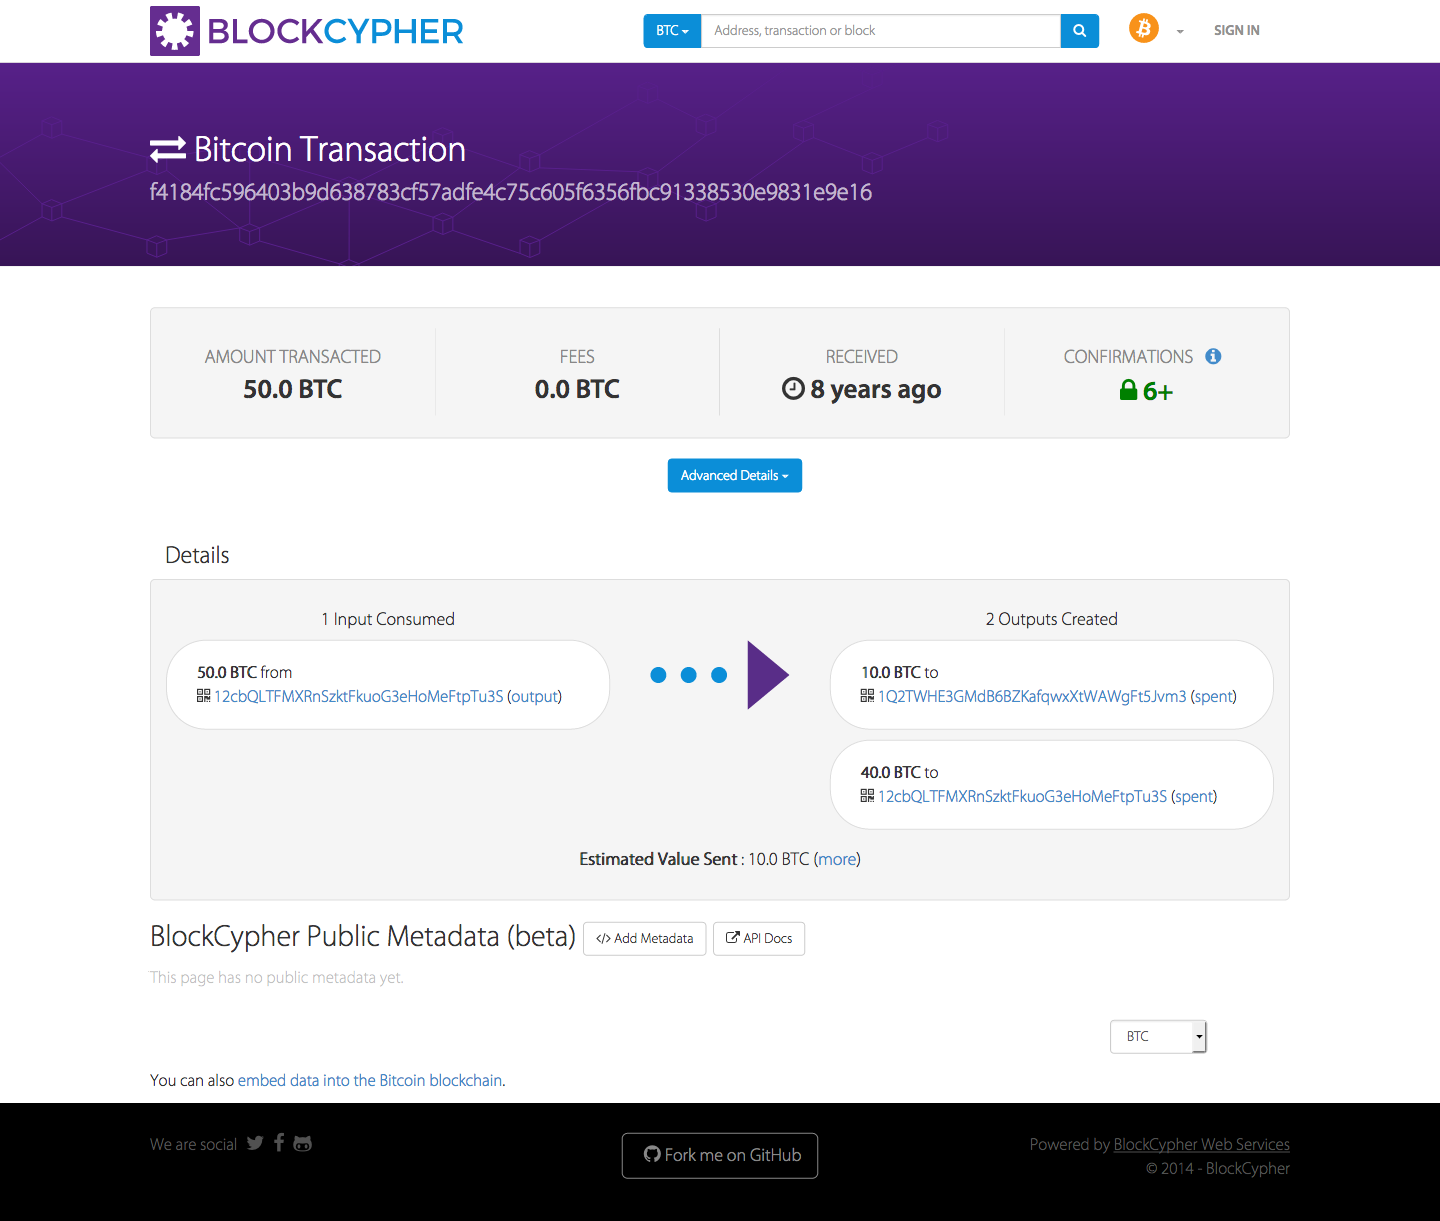 BLOCKCYPHER
BTC
Address, transaction or block
SIGN IN
Bitcoin Transaction
f4184fc596403b9d638783cf57adfe4c75c605f6356fbc91338530e9831e9e16
AMOUNT TRANSACTED
50.0 BTC
FEES
0.0 BTC
RECEIVED
8 years ago
CONFIRMATIONS
6+
Advanced Details
Details
1 Input Consumed
50.0 BTC from
12cbQLTFMXRnSzktFkuoG3eHoMeFtpTu3S (output)
2 Outputs Created
10.0 BTC to
1Q2TWHE3GMdB6BZKafqwxXtWAWgFt5Jvm3 (spent)
40.0 BTC to
12cbQLTFMXRnSzktFkuoG3eHoMeFtpTu3S (spent)
Estimated Value Sent : 10.0 BTC (more)
BlockCypher Public Metadata (beta)
</> Add Metadata
API Docs
This page has no public metadata yet.
BTC
You can also embed data into the Bitcoin blockchain.
We are social
Fork me on GitHub
Powered by BlockCypher Web Services
© 2014 - BlockCypher